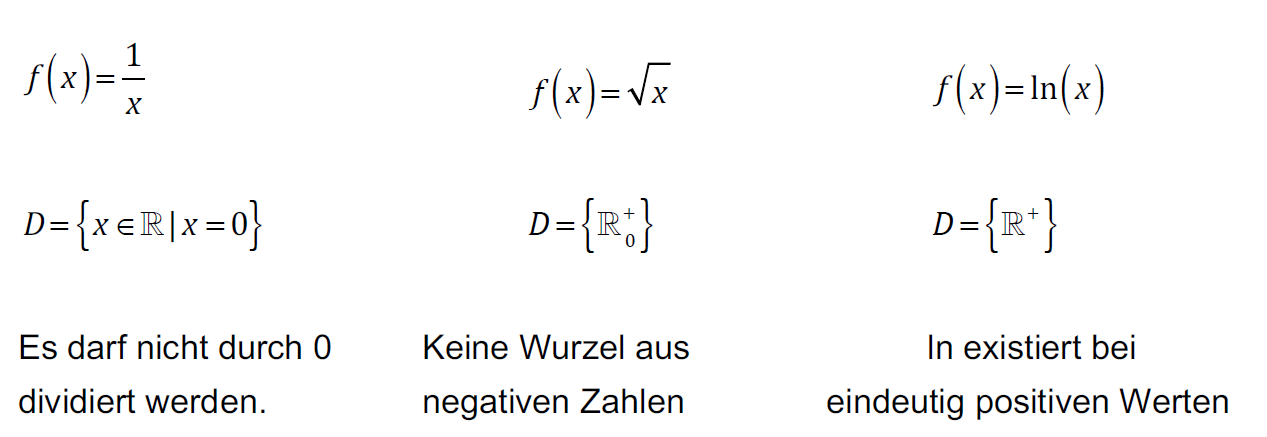 f(x)=1/x
f(x)=√x
f(x)=ln(x)
D={x∈ℝ|x=0}
D={ℝ₀⁺}
D={ℝ⁺}
Es darf nicht durch 0
dividiert werden.
Keine Wurzel aus
negativen Zahlen
ln existiert bei
eindeutig positiven Werten